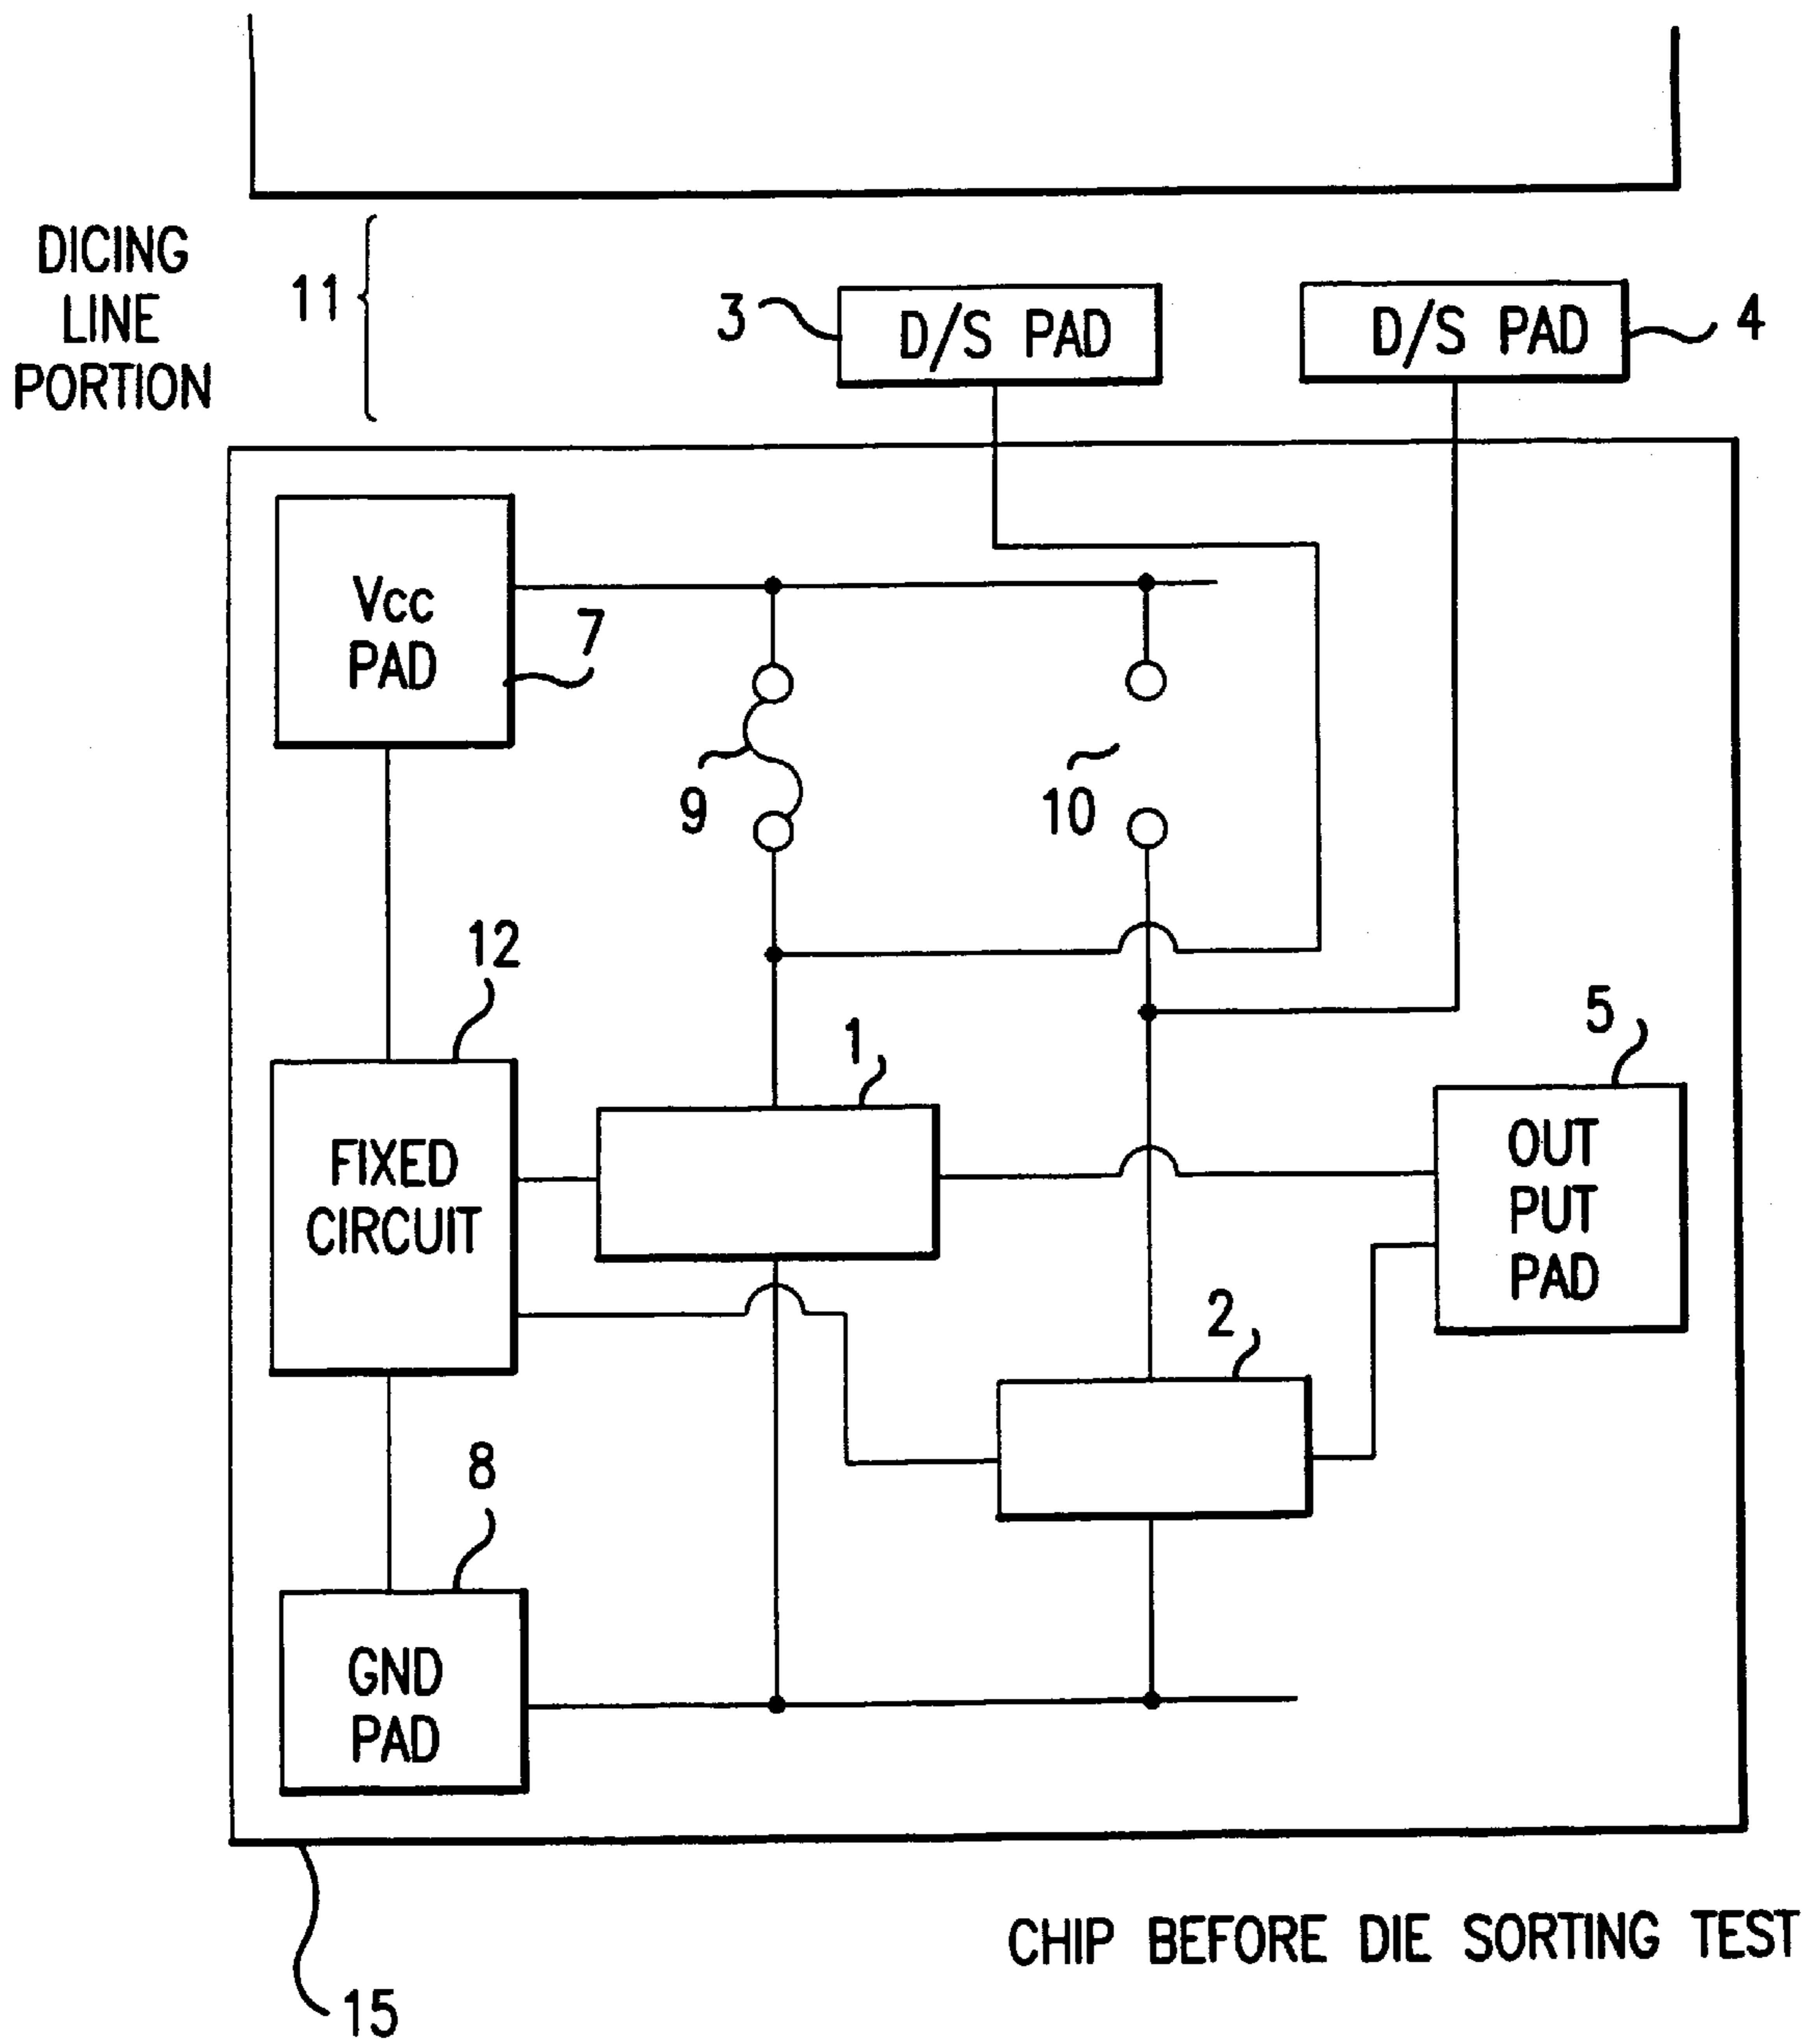 DICING
LINE
PORTION
11
3
D/S PAD
D/S PAD
4
Vcc
PAD
7
9
10
12
1
5
FIXED
CIRCUIT
OUT
PUT
PAD
2
8
GND
PAD
CHIP BEFORE DIE SORTING TEST
15